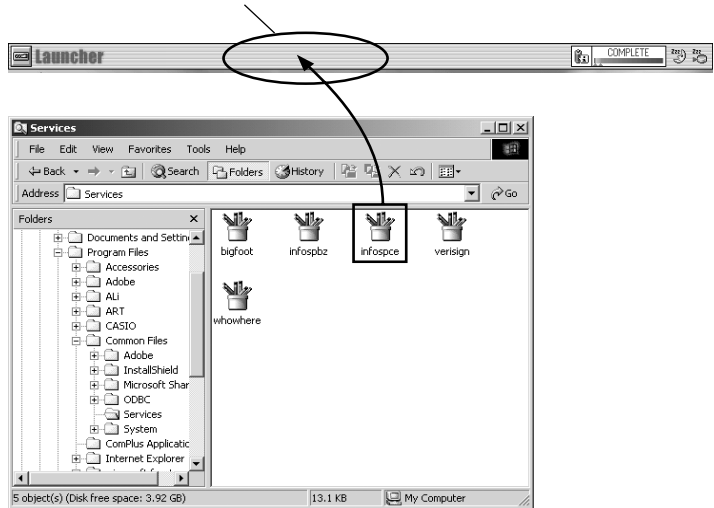 Launcher
COMPLETE
Services
File Edit View Favorites Tools Help
Back Search Folders History
Address Services Go
Folders
Documents and Settin
Program Files
Accessories
Adobe
ALi
ART
CASIO
Common Files
Adobe
InstallShield
Microsoft Shar
ODBC
Services
System
ComPlus Applicatic
Internet Explorer
bigfoot infospbz infospce verisign
whowhere
5 object(s) (Disk free space: 3.92 GB) 13.1 KB My Computer